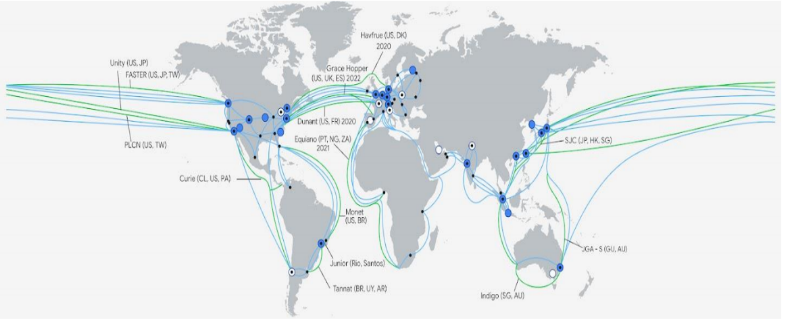 Havfrue (US, DK)
2020
Unity (US, JP)
FASTER (US, JP, TW)
Grace Hopper
(US, UK, ES) 2022
Dunant (US, FR) 2020
Equiano (PT, NG, ZA)
2021
PLCN (US, TW)
SJC (JP, HK, SG)
Curie (CL, US, PA)
Monet
(US, BR)
Junior (Rio, Santos)
Tannat (BR, UY, AR)
JGA - S (GU, AU)
Indigo (SG, AU)